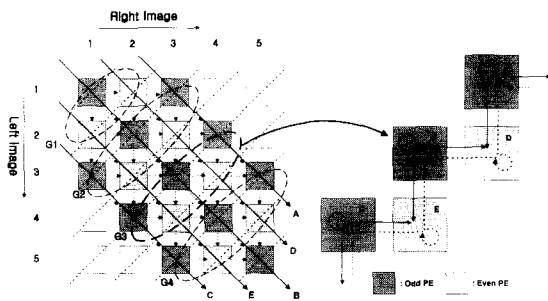 Right Image
1 2 3 4 5
Left Image
1
2
3
4
5
G1
G2
G3
G4
A
D
B
E
C
D
E
: Odd PE
: Even PE